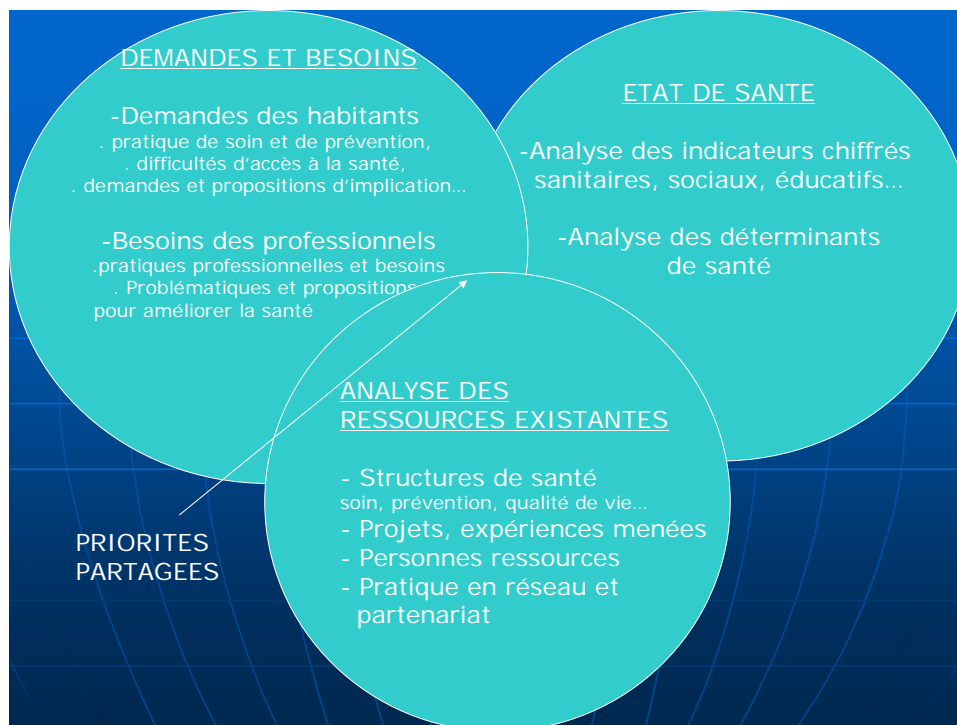 DEMANDES ET BESOINS
-Demandes des habitants
. pratique de soin et de prévention,
. difficultés d'accès à la santé,
. demandes et propositions d'implication...
-Besoins des professionnels
.pratiques professionnelles et besoins
. Problématiques et propositions
pour améliorer la santé
ETAT DE SANTE
-Analyse des indicateurs chiffrés
sanitaires, sociaux, éducatifs...
-Analyse des déterminants
de santé
ANALYSE DES
RESSOURCES EXISTANTES
- Structures de santé
soin, prévention, qualité de vie...
- Projets, expériences menées
- Personnes ressources
- Pratique en réseau et
partenariat
PRIORITES
PARTAGEES